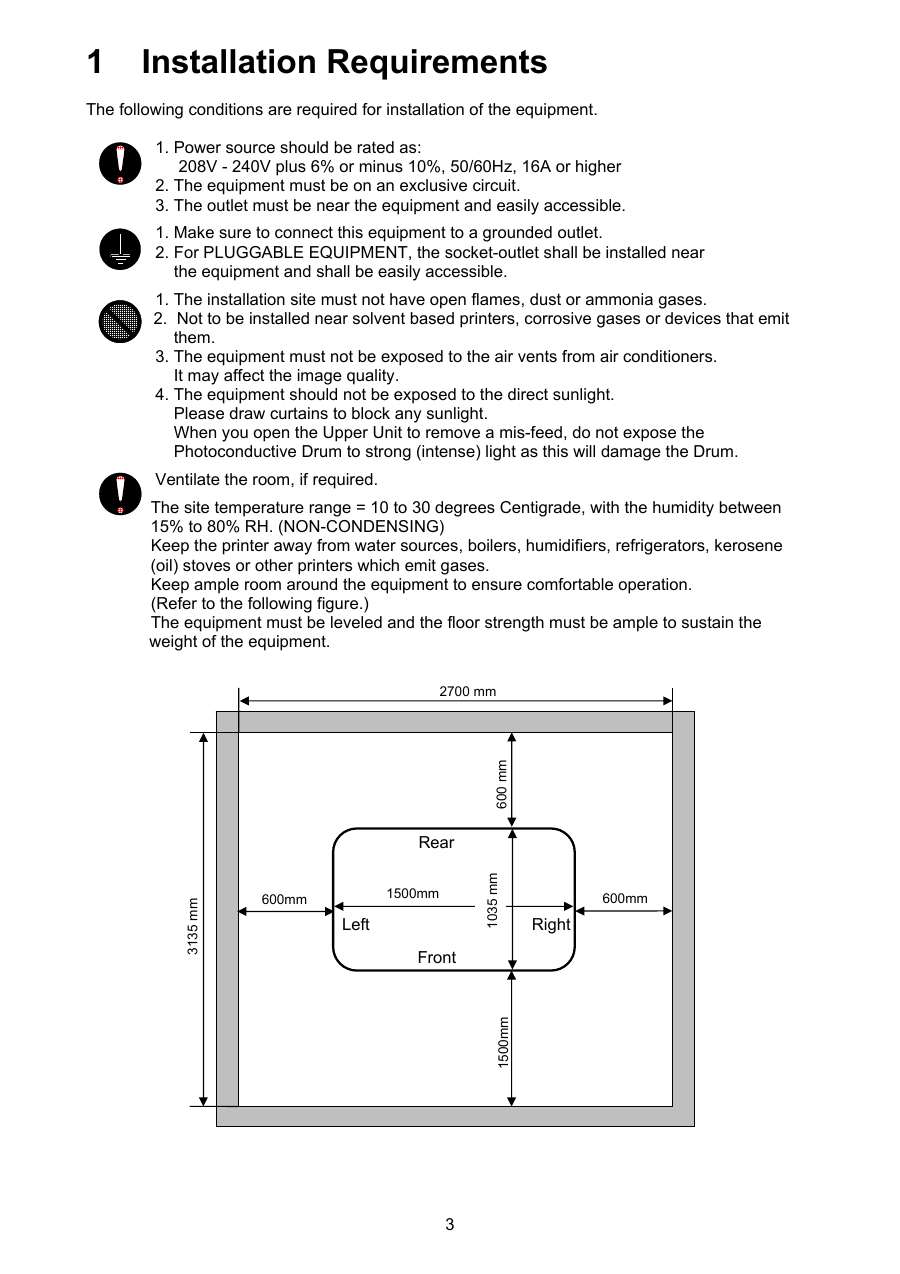 1 Installation Requirements
The following conditions are required for installation of the equipment.
1. Power source should be rated as:
208V - 240V plus 6% or minus 10%, 50/60Hz, 16A or higher
2. The equipment must be on an exclusive circuit.
3. The outlet must be near the equipment and easily accessible.
1. Make sure to connect this equipment to a grounded outlet.
2. For PLUGGABLE EQUIPMENT, the socket-outlet shall be installed near
the equipment and shall be easily accessible.
1. The installation site must not have open flames, dust or ammonia gases.
2. Not to be installed near solvent based printers, corrosive gases or devices that emit
them.
3. The equipment must not be exposed to the air vents from air conditioners.
It may affect the image quality.
4. The equipment should not be exposed to the direct sunlight.
Please draw curtains to block any sunlight.
When you open the Upper Unit to remove a mis-feed, do not expose the
Photoconductive Drum to strong (intense) light as this will damage the Drum.
Ventilate the room, if required.
The site temperature range = 10 to 30 degrees Centigrade, with the humidity between
15% to 80% RH. (NON-CONDENSING)
Keep the printer away from water sources, boilers, humidifiers, refrigerators, kerosene
(oil) stoves or other printers which emit gases.
Keep ample room around the equipment to ensure comfortable operation.
(Refer to the following figure.)
The equipment must be leveled and the floor strength must be ample to sustain the
weight of the equipment.
2700 mm
600 mm
Rear
600mm
1500mm
1035 mm
600mm
3135 mm
Left
Right
Front
1500mm
3